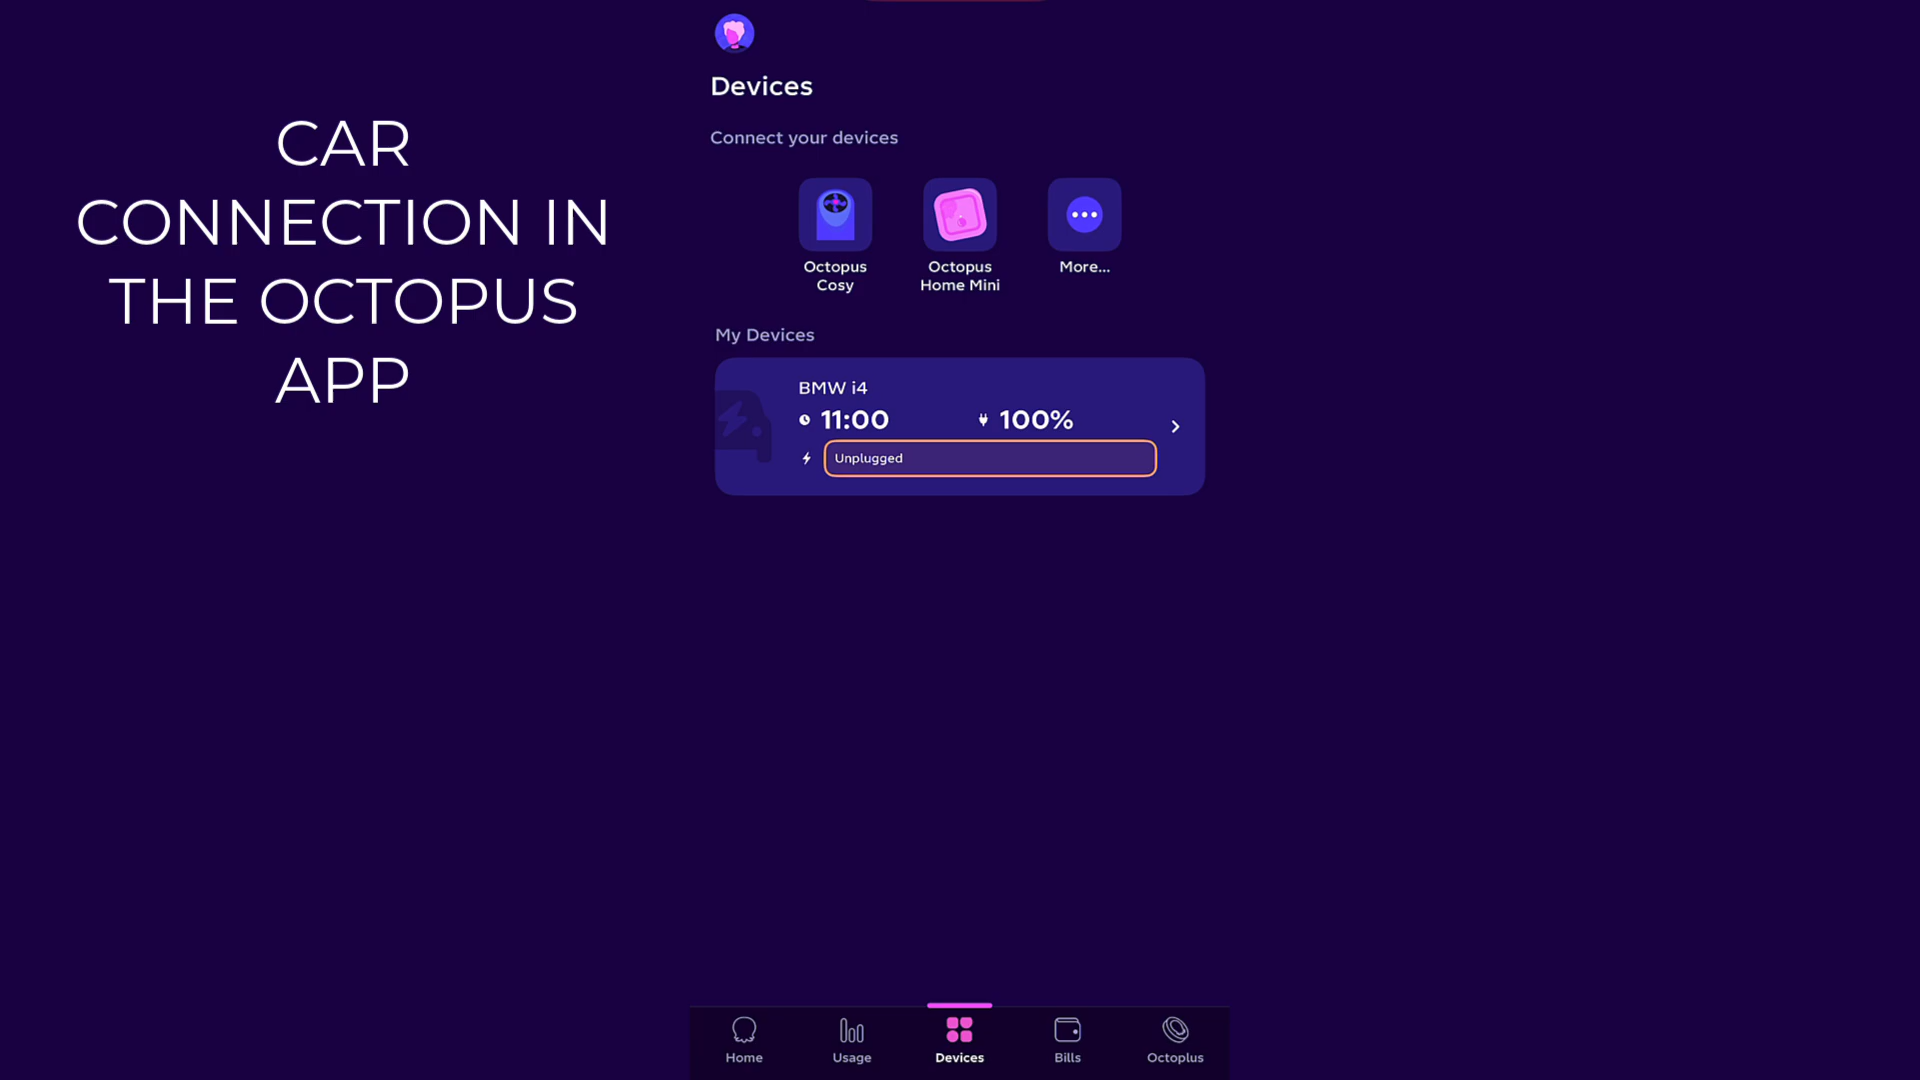 CAR
CONNECTION IN
THE OCTOPUS
APP
Devices
Connect your devices
Octopus
Cosy
Octopus
Home Mini
More...
My Devices
BMW i4
11:00
100%
Unplugged
Home
Usage
Devices
Bills
Octoplus